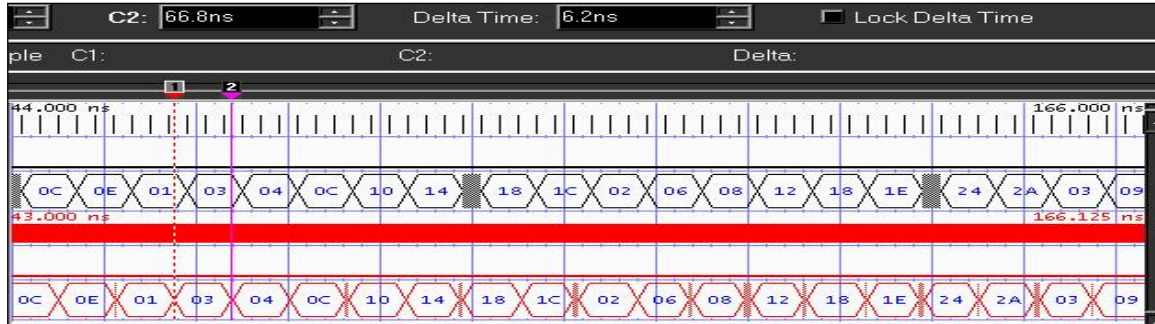 C2: 66.8ns Delta Time: 6.2ns Lock Delta Time
ple C1: C2: Delta:
1 2
44.000 ns 166.000 ns
0C 0E 01 03 04 0C 10 14 18 1C 02 06 08 12 18 1E 24 2A 03 09
43.000 ns 166.125 ns
0C 0E 01 03 04 0C 10 14 18 1C 02 06 08 12 18 1E 24 2A 03 09